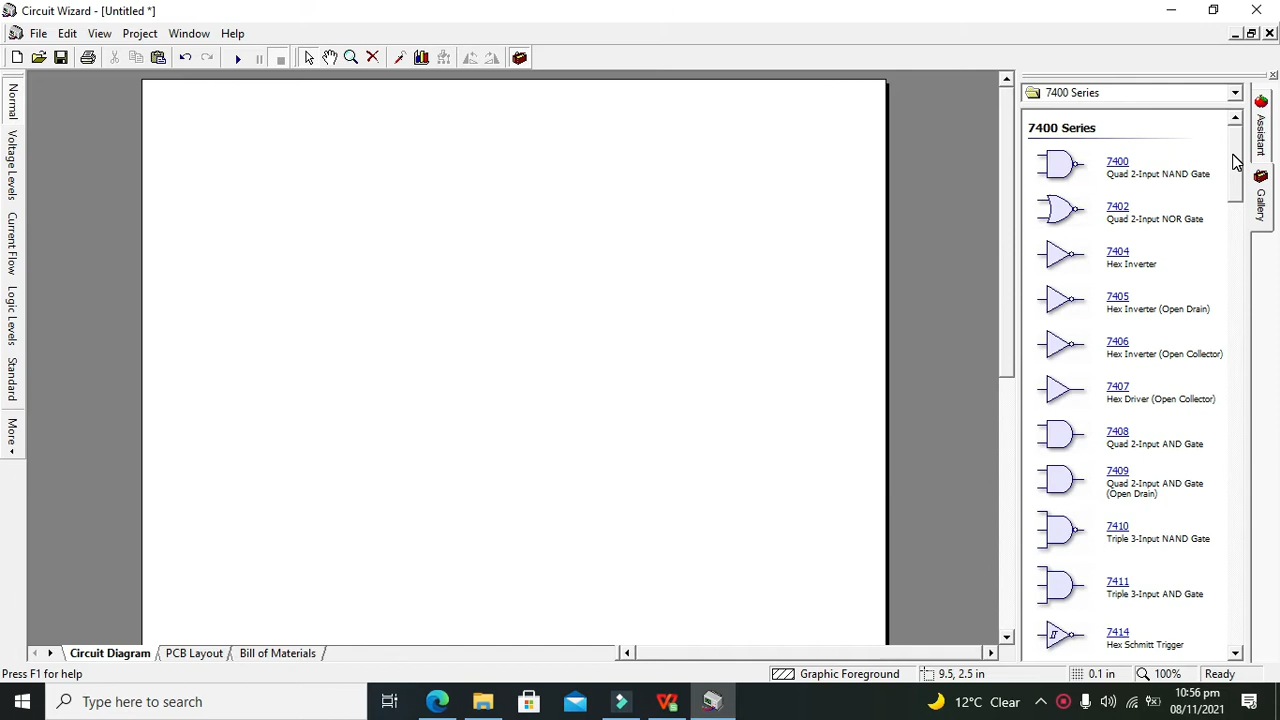 Circuit Wizard - [Untitled *]
File Edit View Project Window Help
Normal
Voltage Levels
Current Flow
Logic Levels
Standard
More
7400 Series
7400 Series
7400
Quad 2-Input NAND Gate
7402
Quad 2-Input NOR Gate
7404
Hex Inverter
7405
Hex Inverter (Open Drain)
7406
Hex Inverter (Open Collector)
7407
Hex Driver (Open Collector)
7408
Quad 2-Input AND Gate
7409
Quad 2-Input AND Gate
(Open Drain)
7410
Triple 3-Input NAND Gate
7411
Triple 3-Input AND Gate
7414
Hex Schmitt Trigger
Assistant
Gallery
Circuit Diagram PCB Layout Bill of Materials
Press F1 for help Graphic Foreground 9.5, 2.5 in 0.1 in 100% Ready
Type here to search 12°C Clear 10:56 pm
08/11/2021